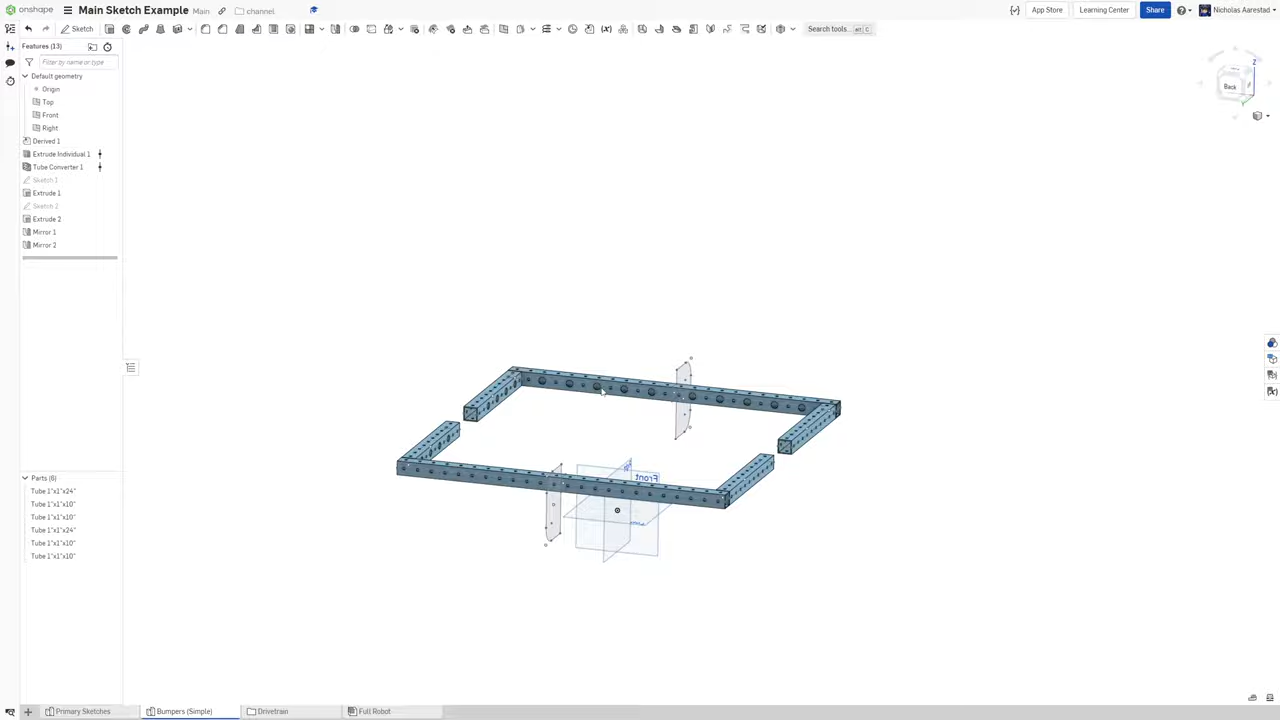 onshape
Main Sketch Example Main channel
App Store
Learning Center
Share
Nicholas Aarestad
Sketch
Search tools... alt C
Features (13)
Filter by name or type
Default geometry
Origin
Top
Front
Right
Derived 1
Extrude Individual 1
Tube Converter 1
Sketch 1
Extrude 1
Sketch 2
Extrude 2
Mirror 1
Mirror 2
Z
Back
Front
Parts (6)
Tube 1"x1"x24"
Tube 1"x1"x10"
Tube 1"x1"x10"
Tube 1"x1"x24"
Tube 1"x1"x10"
Tube 1"x1"x10"
Primary Sketches
Bumpers (Simple)
Drivetrain
Full Robot